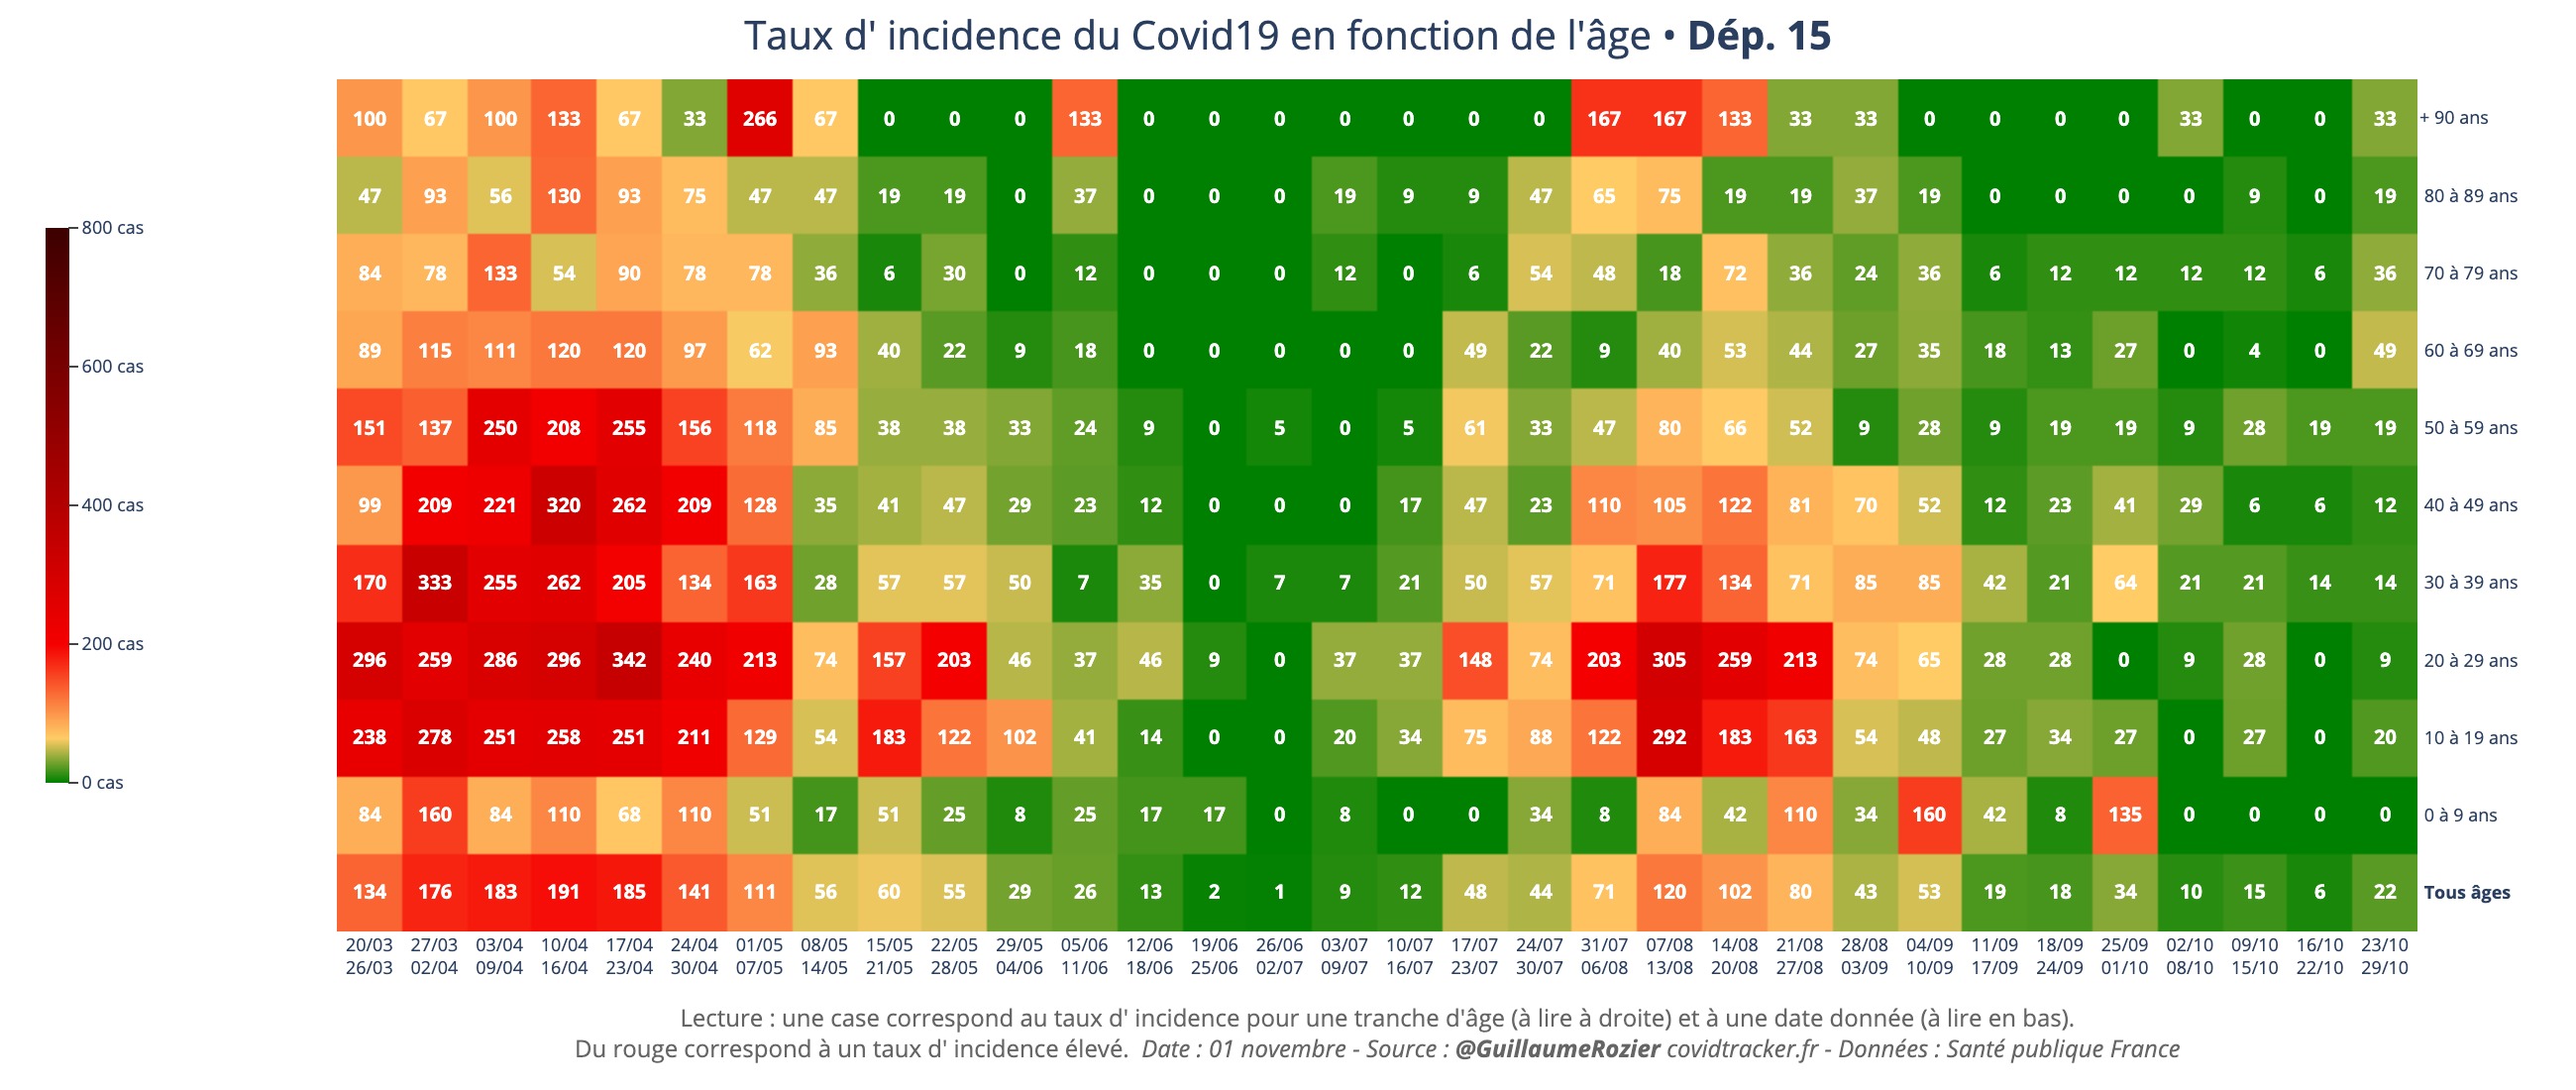 Taux d' incidence du Covid19 en fonction de l'âge • Dép. 15
800 cas
600 cas
400 cas
200 cas
0 cas
100 67 100 133 67 33 266 67 0 0 0 133 0 0 0 0 0 0 0 167 167 133 33 33 0 0 0 0 33 0 0 33 + 90 ans
47 93 56 130 93 75 47 47 19 19 0 37 0 0 0 19 9 9 47 65 75 19 19 37 19 0 0 0 0 9 0 19 80 à 89 ans
84 78 133 54 90 78 78 36 6 30 0 12 0 0 0 12 0 6 54 48 18 72 36 24 36 6 12 12 12 12 6 36 70 à 79 ans
89 115 111 120 120 97 62 93 40 22 9 18 0 0 0 0 0 49 22 9 40 53 44 27 35 18 13 27 0 4 0 49 60 à 69 ans
151 137 250 208 255 156 118 85 38 38 33 24 9 0 5 0 5 61 33 47 80 66 52 9 28 9 19 19 9 28 19 19 50 à 59 ans
99 209 221 320 262 209 128 35 41 47 29 23 12 0 0 0 17 47 23 110 105 122 81 70 52 12 23 41 29 6 6 12 40 à 49 ans
170 333 255 262 205 134 163 28 57 57 50 7 35 0 7 7 21 50 57 71 177 134 71 85 85 42 21 64 21 21 14 14 30 à 39 ans
296 259 286 296 342 240 213 74 157 203 46 37 46 9 0 37 37 148 74 203 305 259 213 74 65 28 28 0 9 28 0 9 20 à 29 ans
238 278 251 258 251 211 129 54 183 122 102 41 14 0 0 20 34 75 88 122 292 183 163 54 48 27 34 27 0 27 0 20 10 à 19 ans
84 160 84 110 68 110 51 17 51 25 8 25 17 17 0 8 0 0 34 8 84 42 110 34 160 42 8 135 0 0 0 0 0 à 9 ans
134 176 183 191 185 141 111 56 60 55 29 26 13 2 1 9 12 48 44 71 120 102 80 43 53 19 18 34 10 15 6 22 Tous âges
20/03 27/03 03/04 10/04 17/04 24/04 01/05 08/05 15/05 22/05 29/05 05/06 12/06 19/06 26/06 03/07 10/07 17/07 24/07 31/07 07/08 14/08 21/08 28/08 04/09 11/09 18/09 25/09 02/10 09/10 16/10 23/10
26/03 02/04 09/04 16/04 23/04 30/04 07/05 14/05 21/05 28/05 04/06 11/06 18/06 25/06 02/07 09/07 16/07 23/07 30/07 06/08 13/08 20/08 27/08 03/09 10/09 17/09 24/09 01/10 08/10 15/10 22/10 29/10
Lecture : une case correspond au taux d' incidence pour une tranche d'âge (à lire à droite) et à une date donnée (à lire en bas).
Du rouge correspond à un taux d' incidence élevé. Date : 01 novembre - Source : @GuillaumeRozier covidtracker.fr - Données : Santé publique France